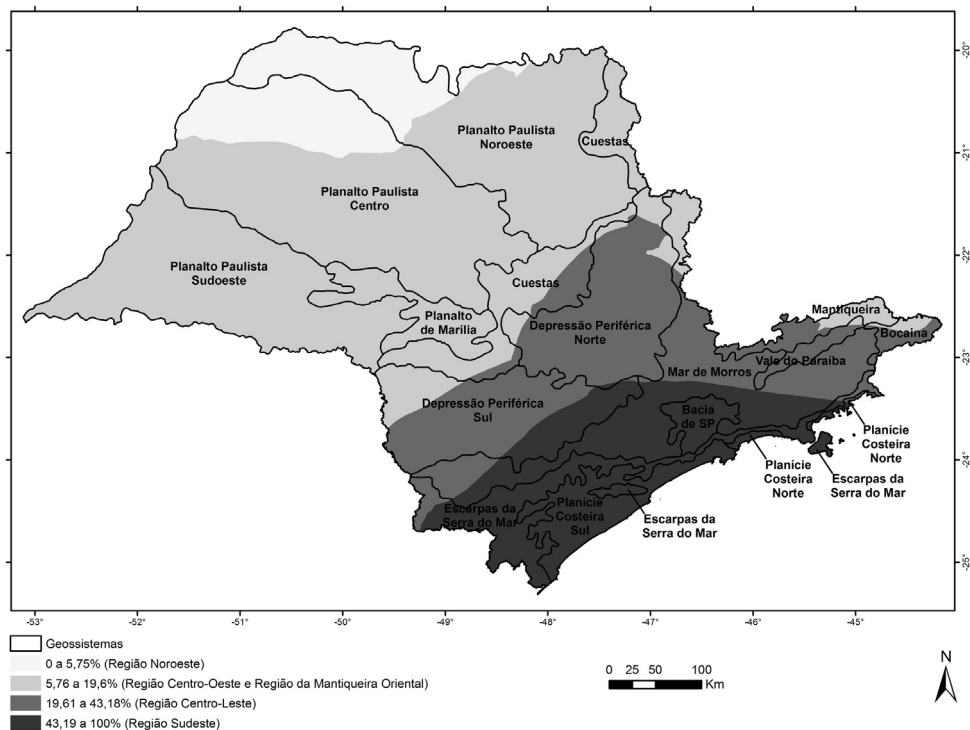 -20°
-21°
-22°
-23°
-24°
-25°
Planalto Paulista
Noroeste
Cuestas
Planalto Paulista
Centro
Planalto Paulista
Sudoeste
Cuestas
Planalto
de Marília
Depressão Periférica
Norte
Mantiqueira
Bocaina
Vale do Paraíba
Mar de Morros
Depressão Periférica
Sul
Bacia
de SP
Planície
Costeira
Norte
Planície
Costeira
Norte
Escarpas da
Serra do Mar
Escarpas da
Serra do Mar
Planície
Costeira
Sul
Escarpas da
Serra do Mar
-53°
-52°
-51°
-50°
-49°
-48°
-47°
-46°
-45°
Geossistemas
0 a 5,75% (Região Noroeste)
5,76 a 19,6% (Região Centro-Oeste e Região da Mantiqueira Oriental)
19,61 a 43,18% (Região Centro-Leste)
43,19 a 100% (Região Sudeste)
0 25 50 100
Km
N